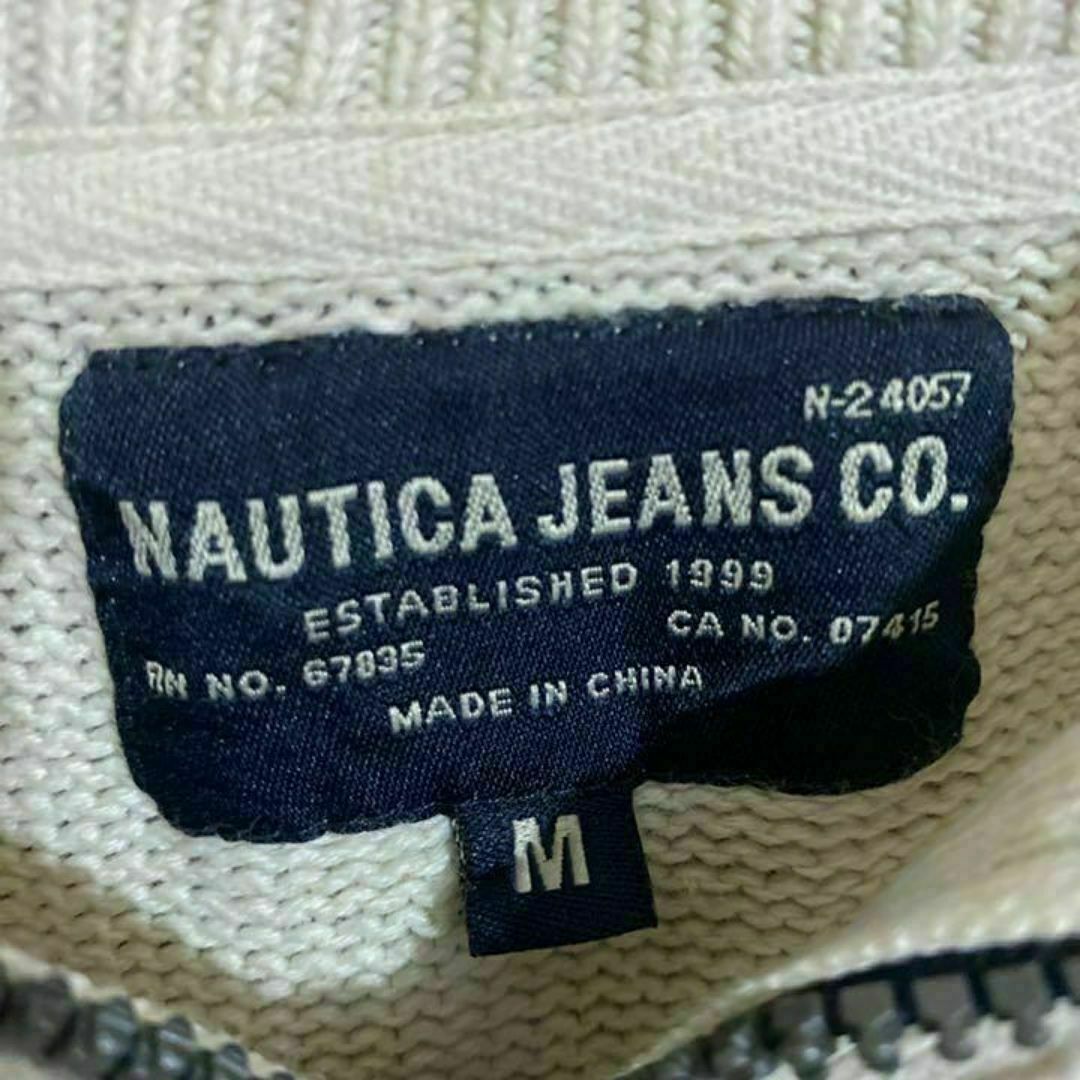 N-24057
NAUTICA JEANS CO.
ESTABLISHED 1999
RN NO. 67835
CA NO. 07415
MADE IN CHINA
M